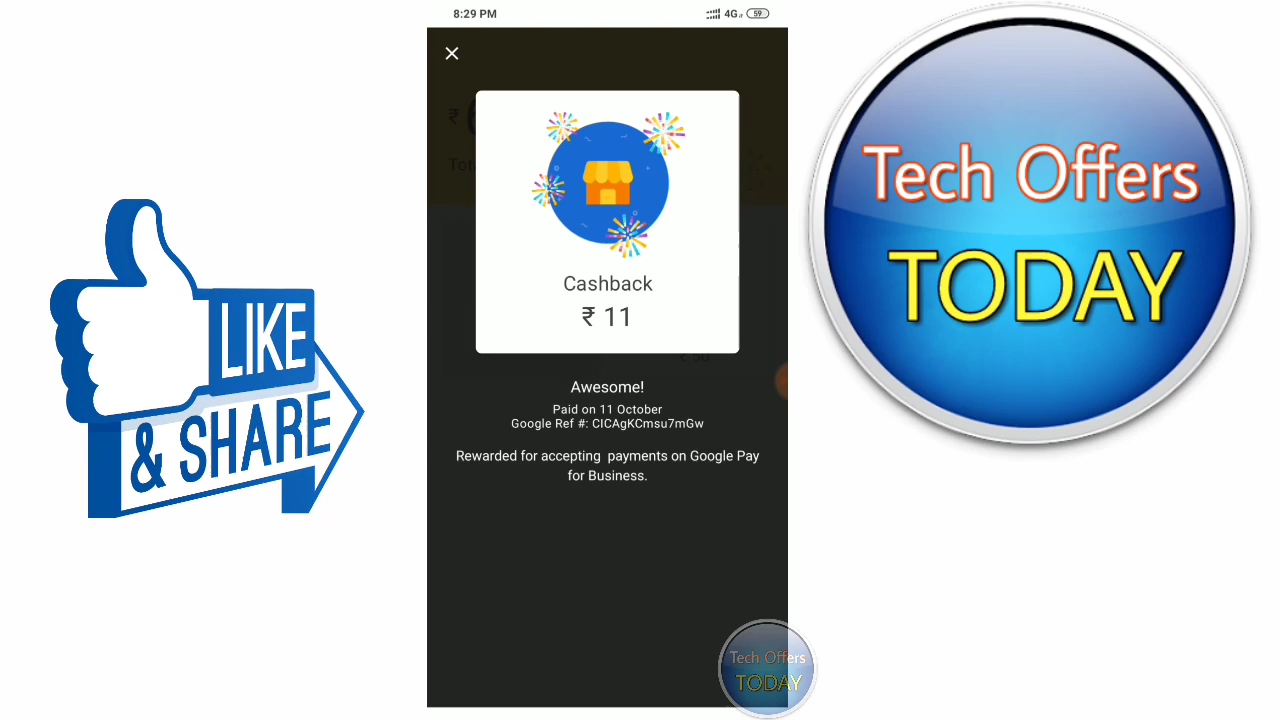 8:29 PM
4G
59
Cashback
₹ 11
Awesome!
Paid on 11 October
Google Ref #: CICAgKCmsu7mGw
Rewarded for accepting payments on Google Pay
for Business.
LIKE
& SHARE
Tech Offers
TODAY
Tech Offers
TODAY